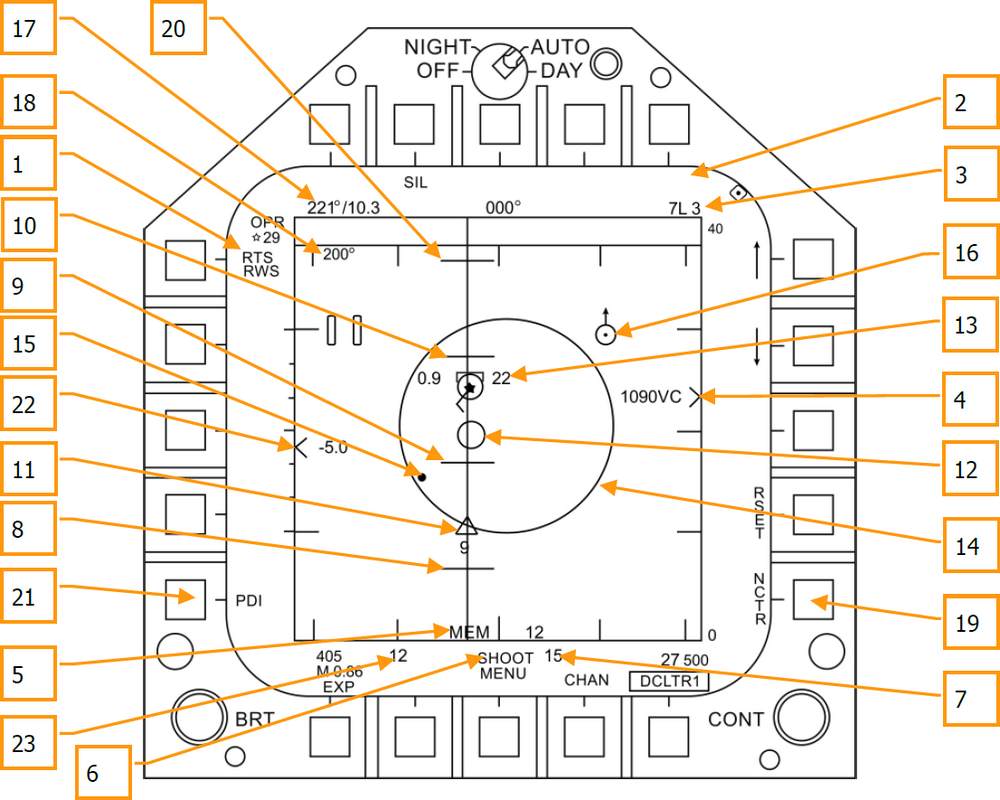 17
20
NIGHT AUTO
OFF DAY
18
2
1
3
SIL
221°/10.3 000° 7L 3
OPR
☆29
40
10
RTS
RWS
200°
16
9
13
15
0.9 22
22
1090VC
4
-5.0
11
12
RSET
8
9
14
NCTR
21
PDI
19
MEM 12
0
5
405 12 SHOOT 15 27 500
M 0.86 MENU
EXP CHAN DCLTR1
7
BRT CONT
23
6